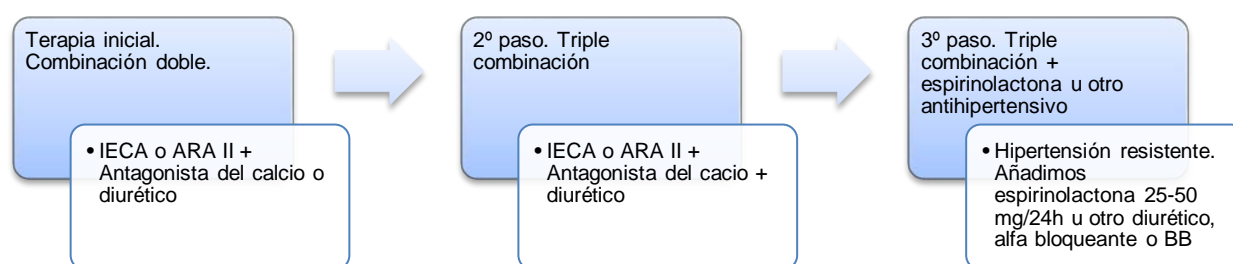 Terapia inicial.
Combinación doble.
• IECA o ARA II +
Antagonista del calcio o
diurético
2º paso. Triple
combinación
• IECA o ARA II +
Antagonista del cacio +
diurético
3º paso. Triple
combinación +
espirinolactona u otro
antihipertensivo
• Hipertensión resistente.
Añadimos
espirinolactona 25-50
mg/24h u otro diurético,
alfa bloqueante o BB